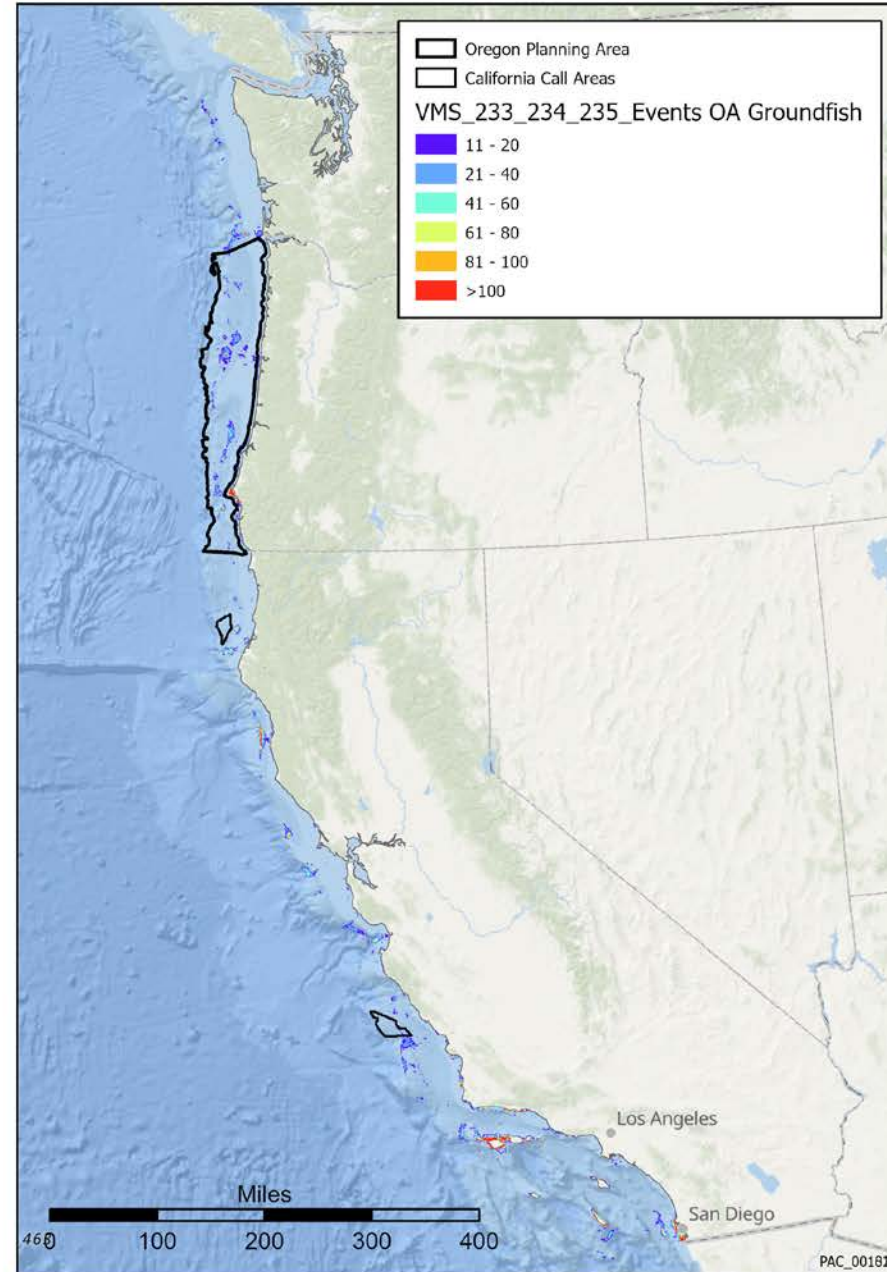 Oregon Planning Area
California Call Areas
VMS_233_234_235_Events OA Groundfish
11 - 20
21 - 40
41 - 60
61 - 80
81 - 100
>100
Los Angeles
San Diego
Miles
0 100 200 300 400